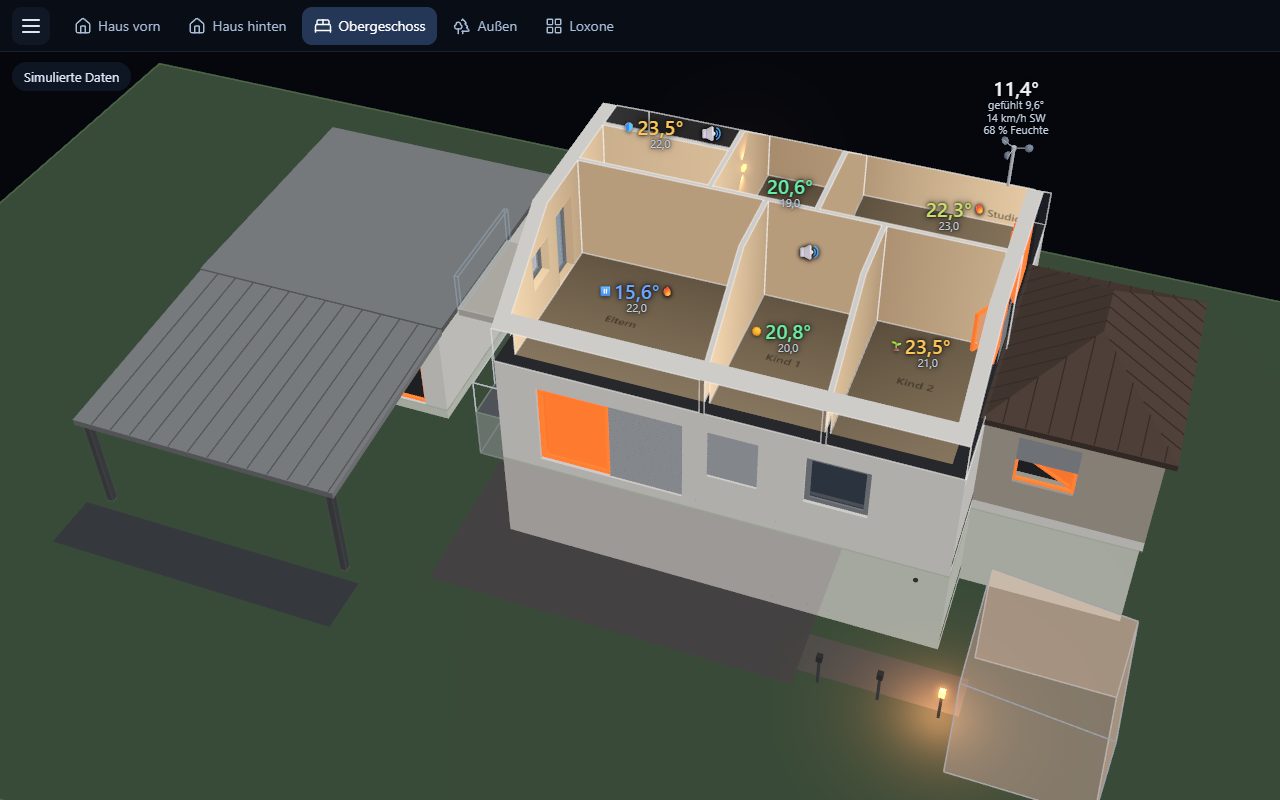 Haus vorn
Haus hinten
Obergeschoss
Außen
Loxone
Simulierte Daten
11,4°
gefühlt 9,6°
14 km/h SW
68 % Feuchte
23,5°
22,0
20,6°
19,0
22,3°
23,0
Studio
15,6°
22,0
Eltern
20,8°
20,0
Kind 1
23,5°
21,0
Kind 2